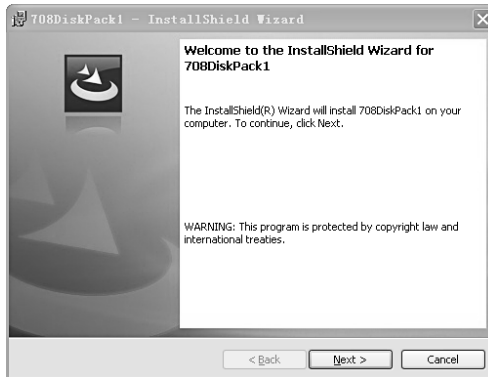 708DiskPack1 - InstallShield Wizard
Welcome to the InstallShield Wizard for
708DiskPack1
The InstallShield(R) Wizard will install 708DiskPack1 on your
computer. To continue, click Next.
WARNING: This program is protected by copyright law and
international treaties.
< Back
Next >
Cancel